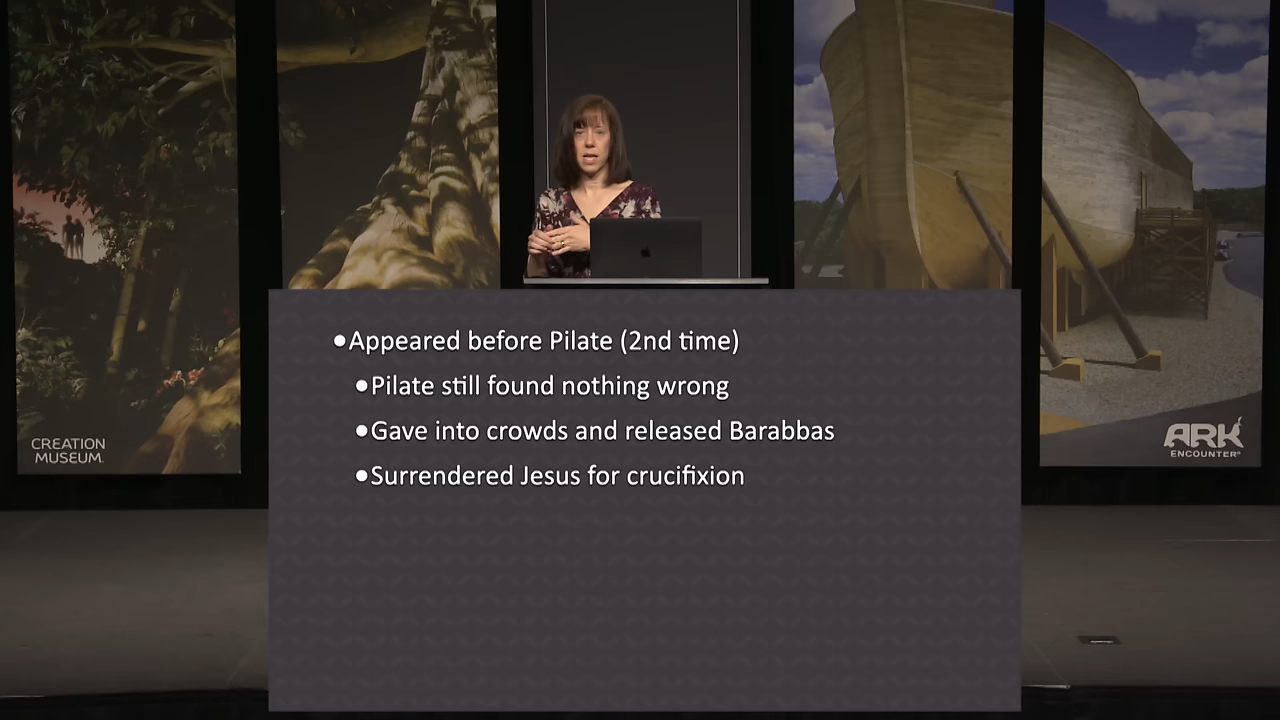 •Appeared before Pilate (2nd time)
•Pilate still found nothing wrong
•Gave into crowds and released Barabbas
•Surrendered Jesus for crucifixion
CREATION
MUSEUM
ARK
ENCOUNTER